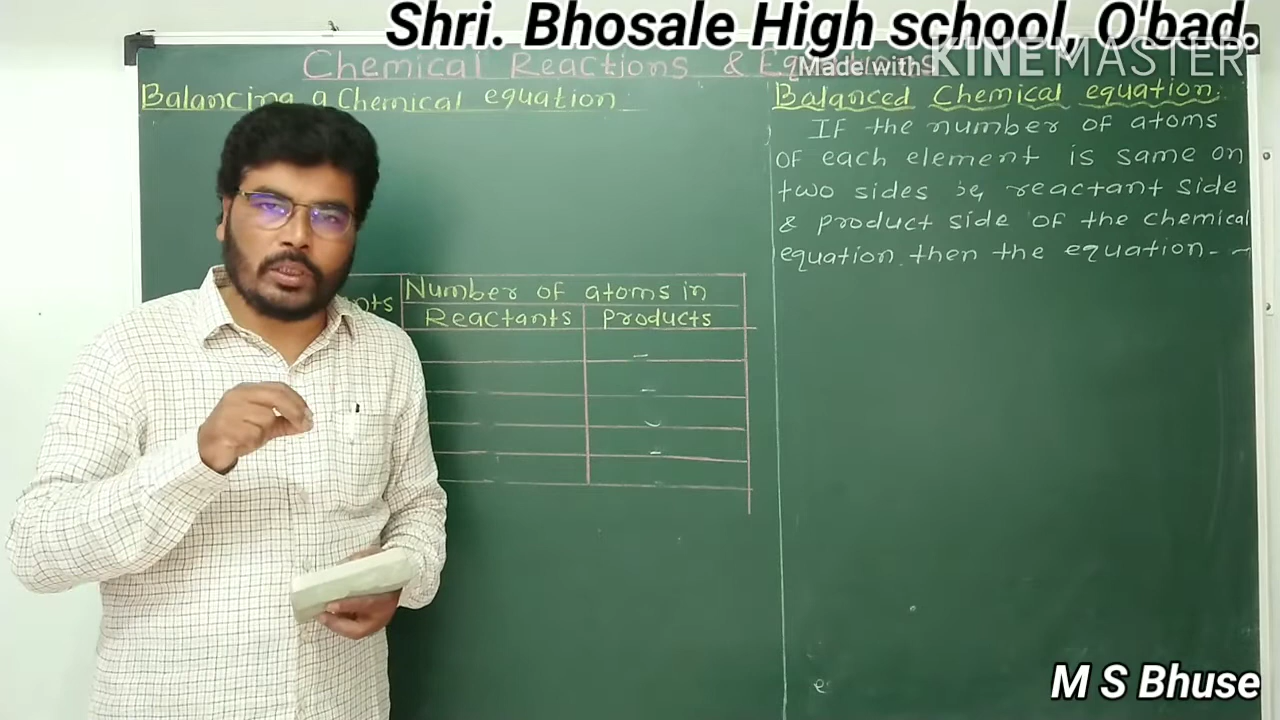 Shri. Bhosale High school, O'bad.
Made with KINEMASTER
Chemical Reactions & Equations
Balancing a Chemical equation
Number of atoms in
Reactants Products
Balanced Chemical equation:
IF the number of atoms
of each element is same on
two sides reactant side
& product side of the chemical
equation then the equation -
M S Bhuse